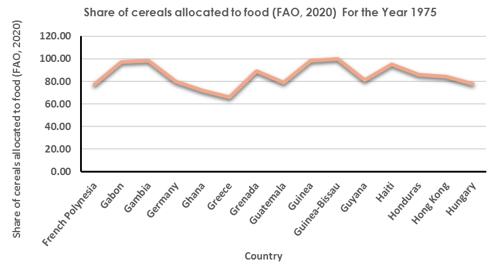 Share of cereals allocated to food (FAO, 2020)  For the Year 1975
Share of cereals allocated to food (FAO, 2020)
120.00
100.00
80.00
60.00
40.00
20.00
0.00
French Polynesia
Gabon
Gambia
Germany
Ghana
Greece
Grenada
Guatemala
Guinea
Guinea-Bissau
Guyana
Haiti
Honduras
Hong Kong
Hungary
Country